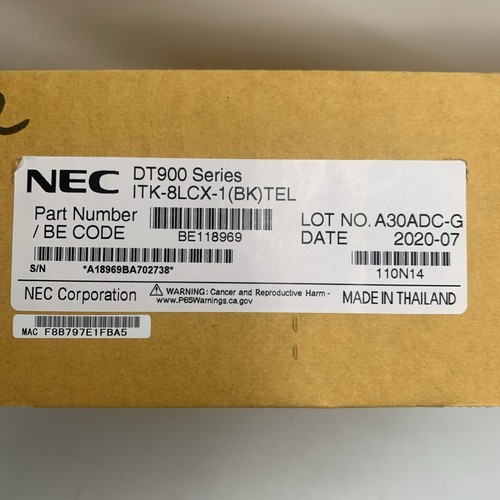 NEC
DT900 Series
ITK-8LCX-1(BK)TEL
Part Number
/ BE CODE
BE118969
LOT NO. A30ADC-G
DATE 2020-07
S/N *A18969BA702738*
110N14
NEC Corporation
WARNING: Cancer and Reproductive Harm -
www.P65Warnings.ca.gov
MADE IN THAILAND
MAC F8B797E1FBA5